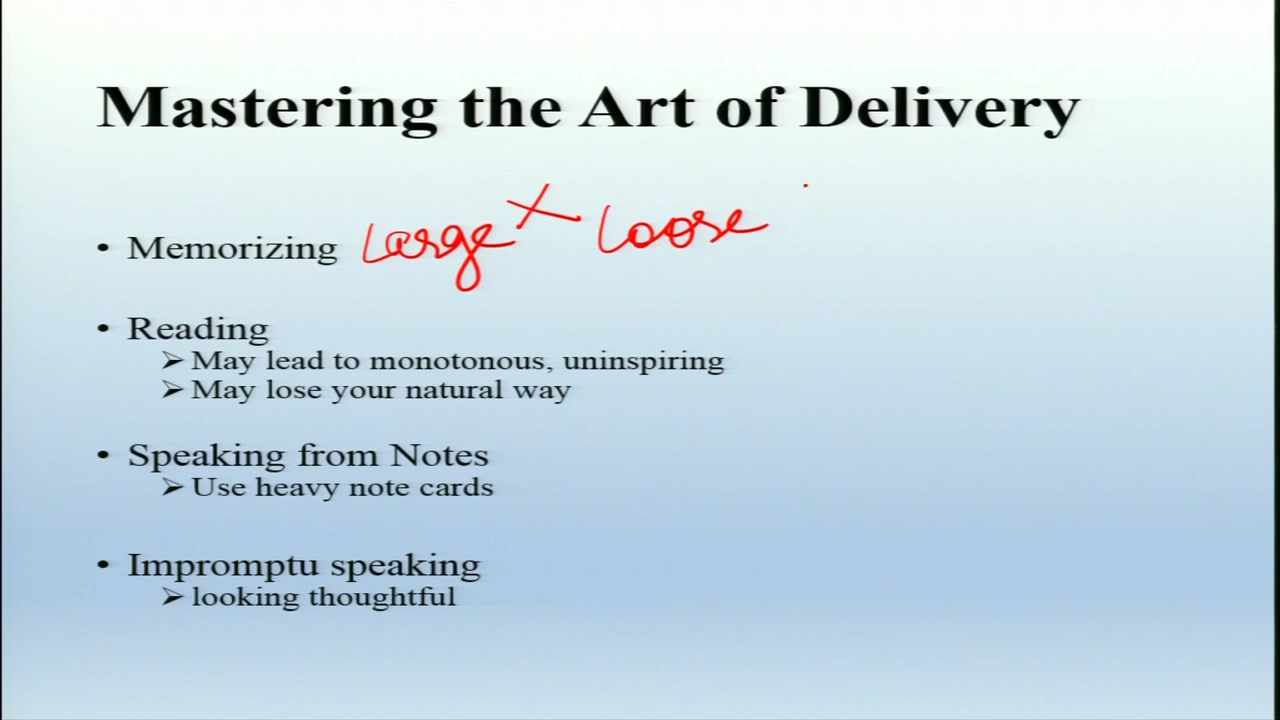 Mastering the Art of Delivery
• Memorizing Large × Loose
• Reading
➢ May lead to monotonous, uninspiring
➢ May lose your natural way
• Speaking from Notes
➢ Use heavy note cards
• Impromptu speaking
➢ looking thoughtful